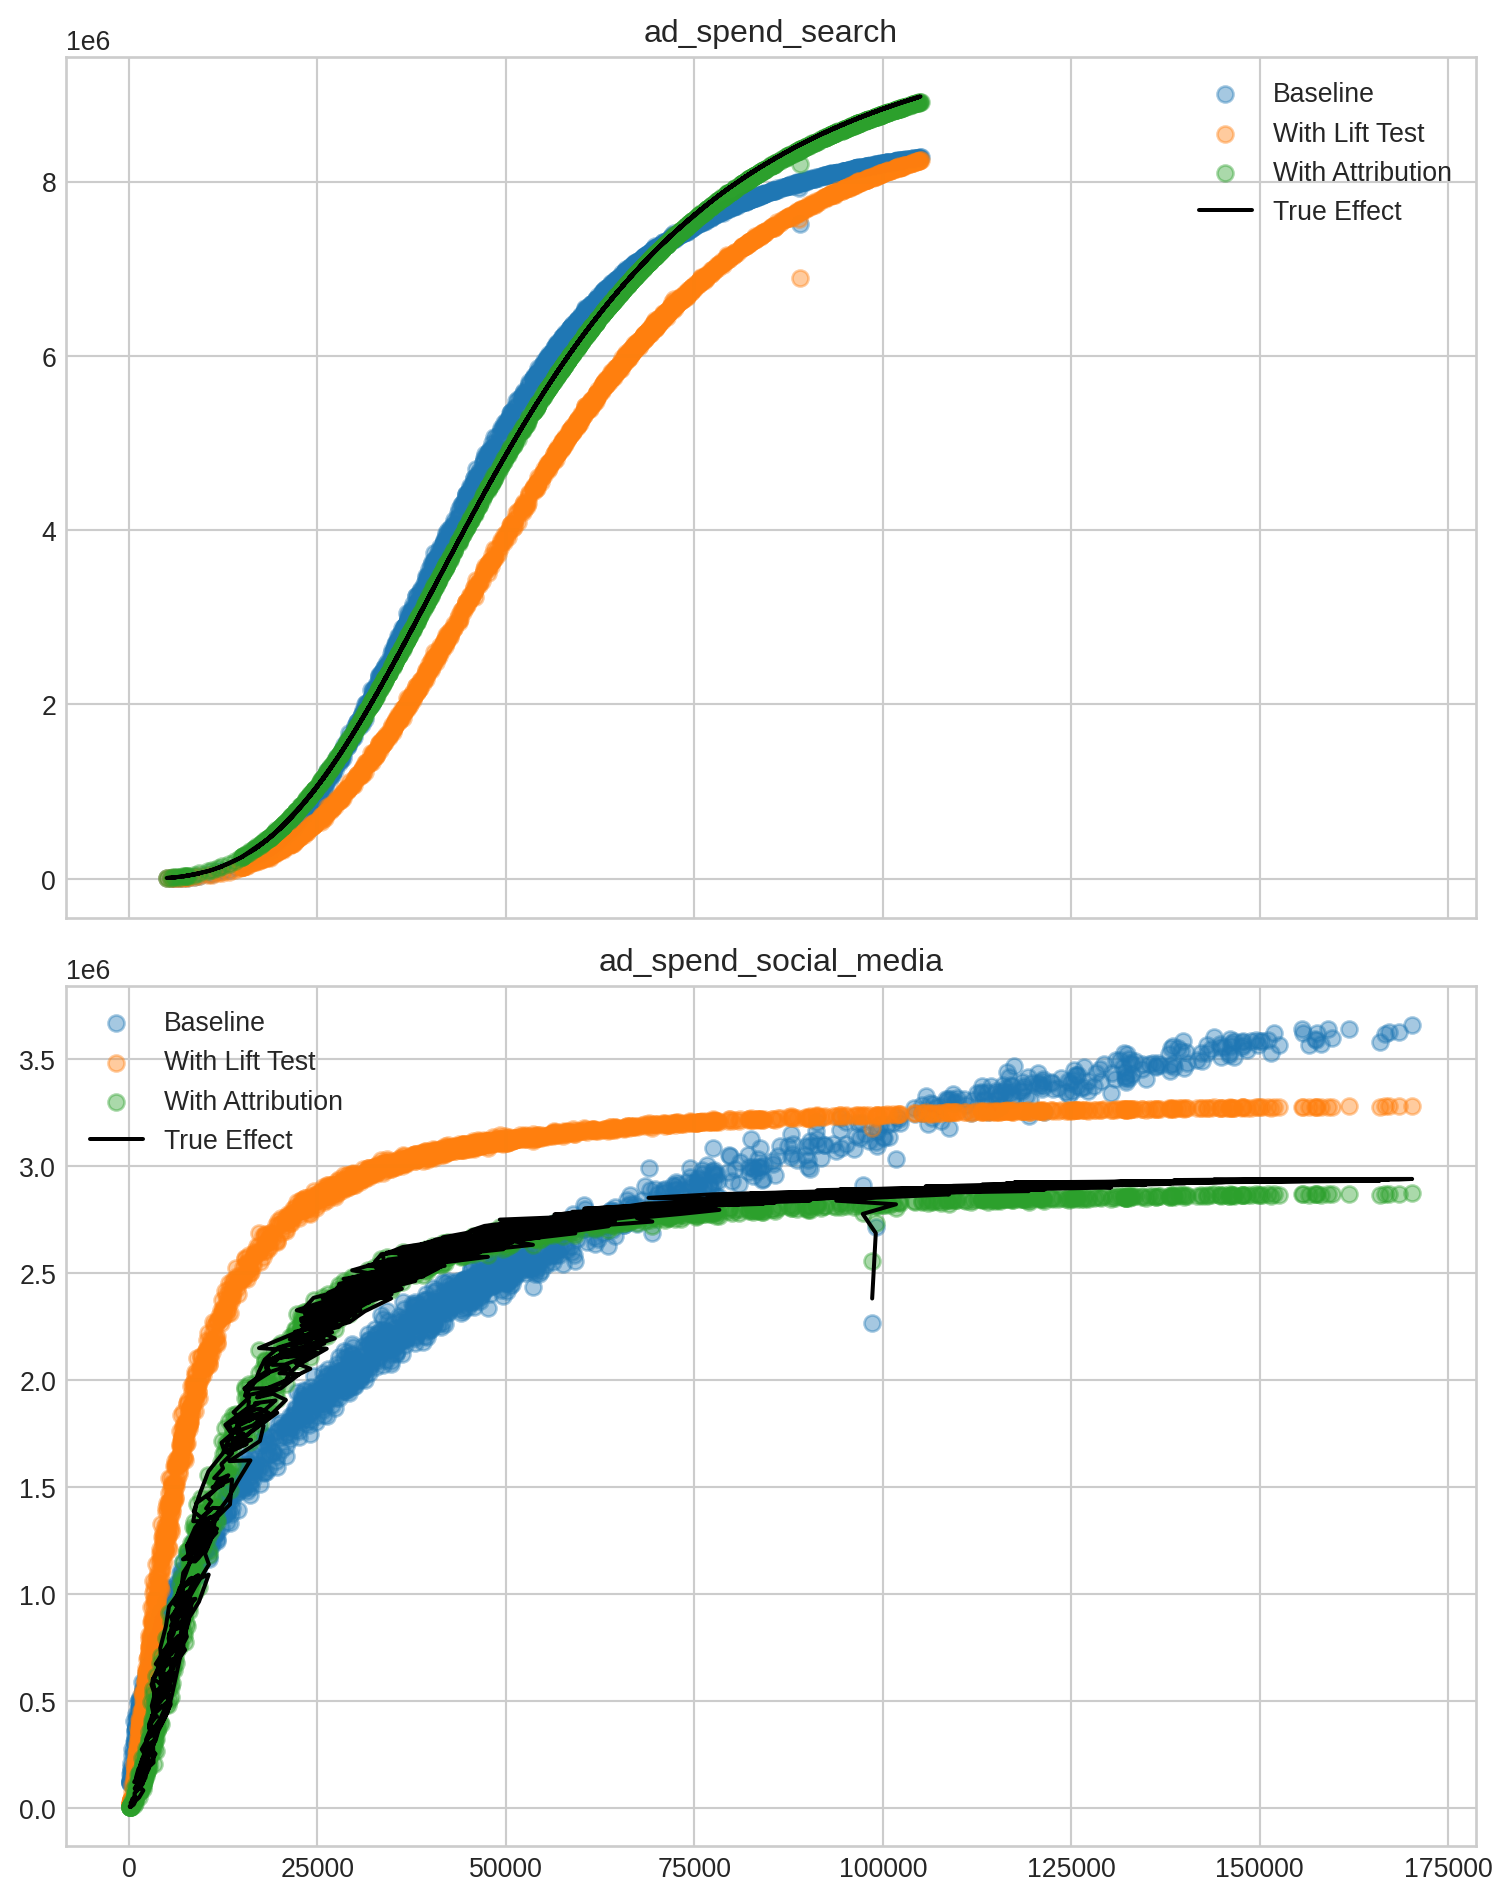 ad_spend_search
1e6
Baseline
With Lift Test
With Attribution
True Effect
8
6
4
2
0
ad_spend_social_media
1e6
Baseline
With Lift Test
With Attribution
True Effect
3.5
3.0
2.5
2.0
1.5
1.0
0.5
0.0
0 25000 50000 75000 100000 125000 150000 175000